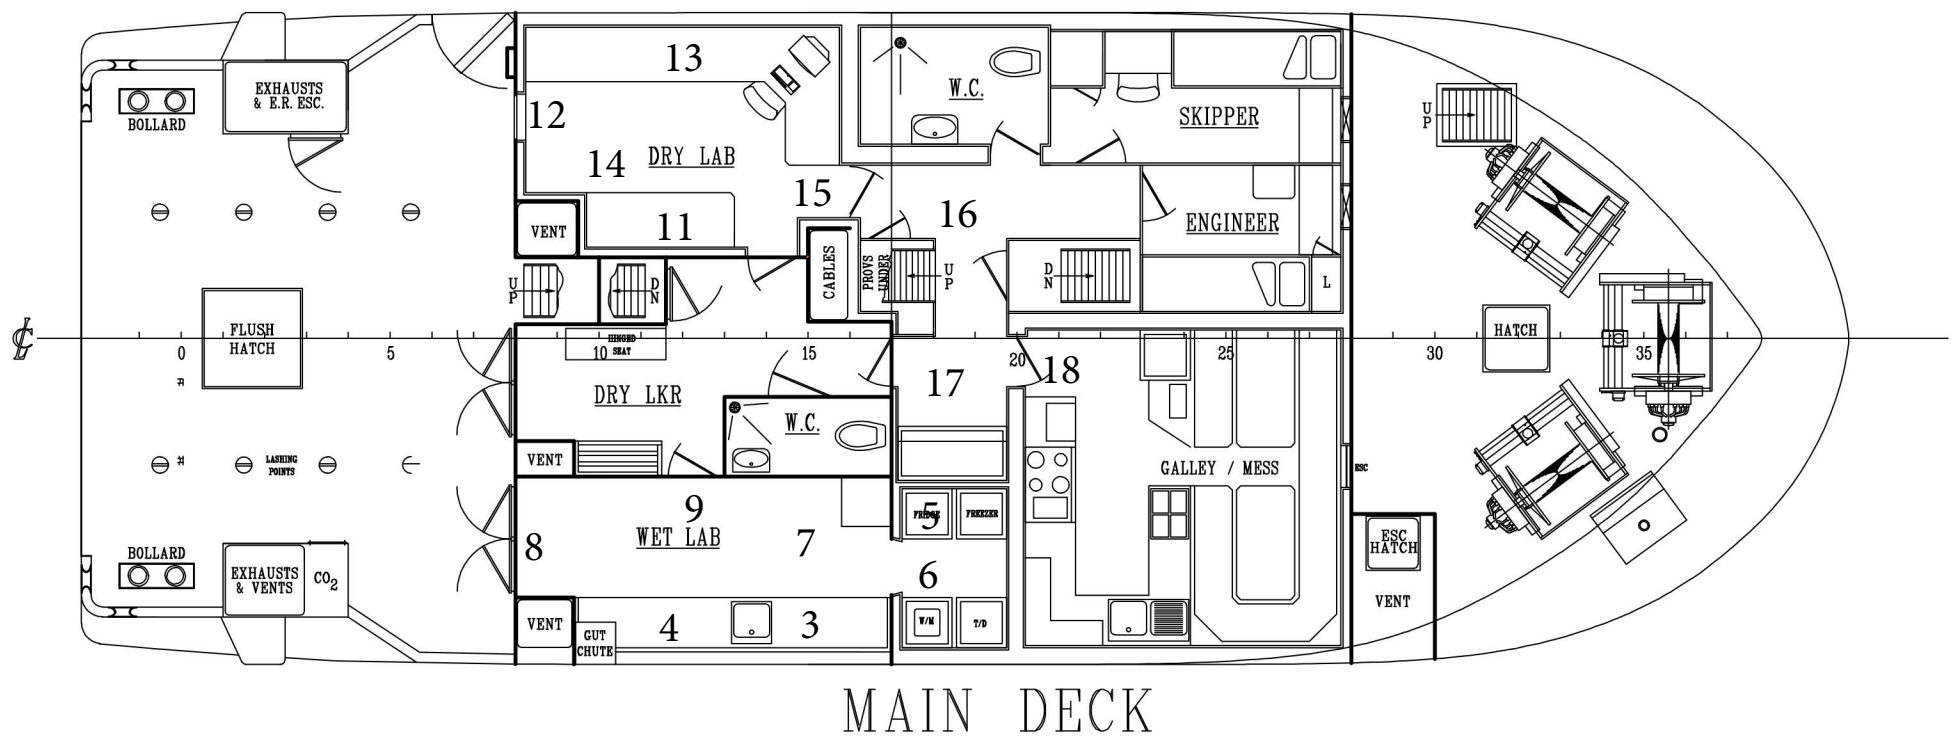 13
EXHAUSTS
& E.R. ESC.
BOLLARD
12
W.C.
SKIPPER
UP
14
DRY LAB
15
16
11
VENT
ENGINEER
CABLES
PROVS
UNDER
UP
DN
UP
DN
L
FLUSH
HATCH
HINGED
SEAT
HATCH
0
5
10
15
20
25
30
35
17
18
DRY LKR
W.C.
VENT
LASHING
POINTS
GALLEY / MESS
ESC
9
WET LAB
7
8
5
FRIDGE
FREEZER
6
BOLLARD
EXHAUSTS
& VENTS
CO2
ESC
HATCH
VENT
VENT
GUT
CHUTE
4
3
W/M
T/D
MAIN DECK